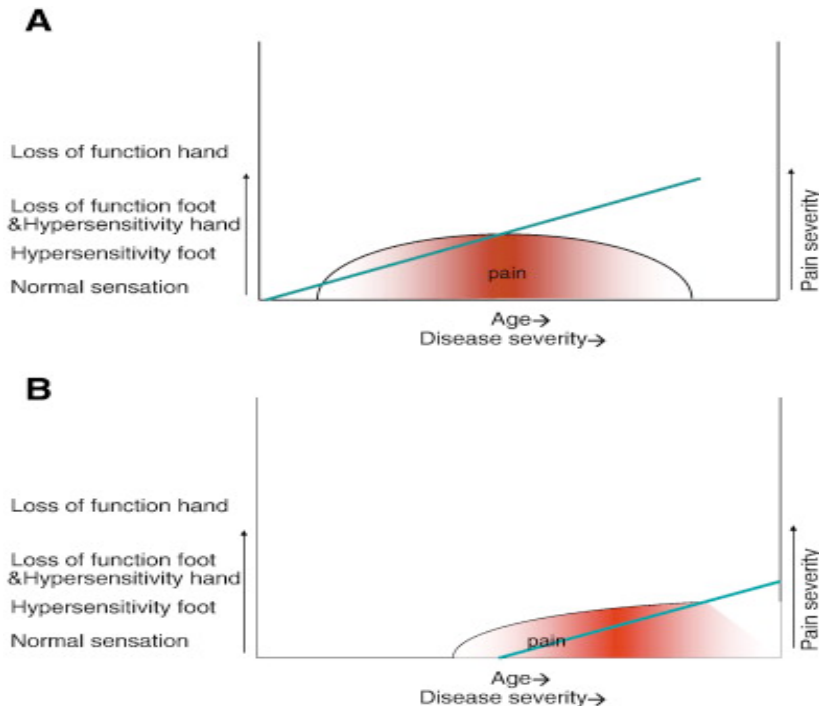 A
Loss of function hand
Loss of function foot
&Hypersensitivity hand
Hypersensitivity foot
Normal sensation
pain
Pain severity
Age→
Disease severity→
B
Loss of function hand
Loss of function foot
&Hypersensitivity hand
Hypersensitivity foot
Normal sensation
pain
Pain severity
Age→
Disease severity→